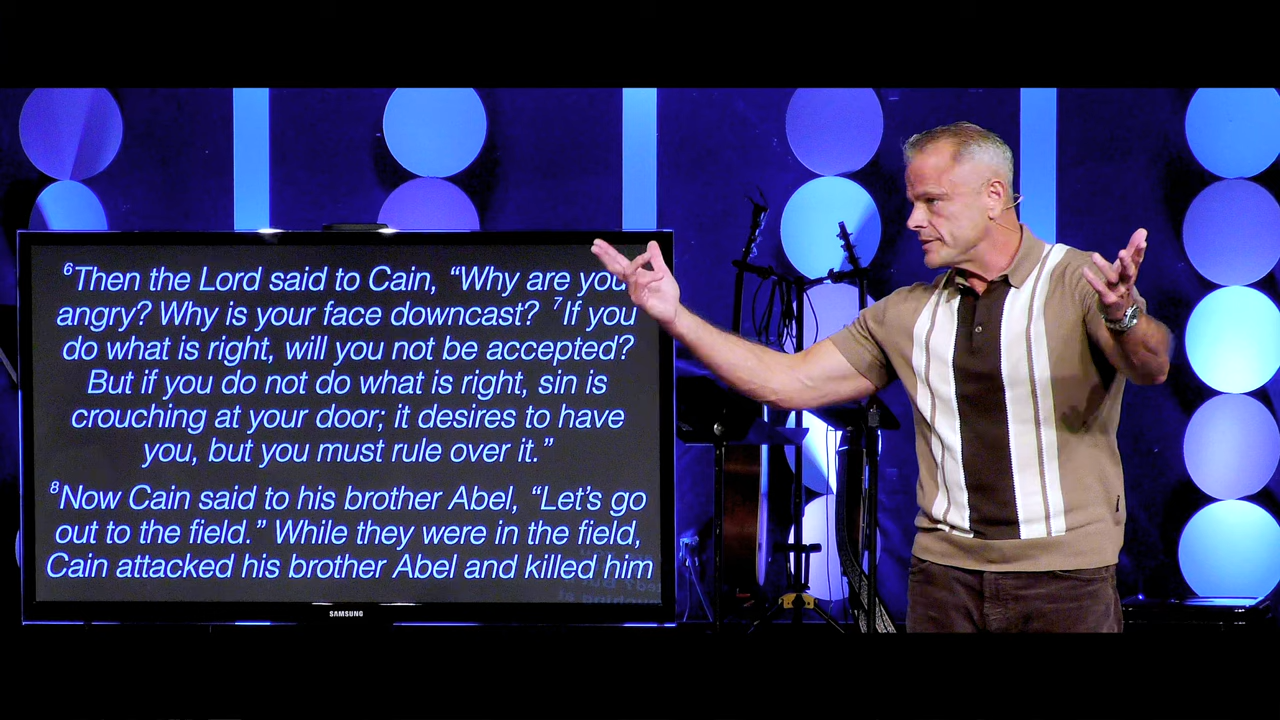 ⁶Then the Lord said to Cain, “Why are you
angry? Why is your face downcast? ⁷If you
do what is right, will you not be accepted?
But if you do not do what is right, sin is
crouching at your door; it desires to have
you, but you must rule over it.”
⁸Now Cain said to his brother Abel, “Let’s go
out to the field.” While they were in the field,
Cain attacked his brother Abel and killed him
SAMSUNG